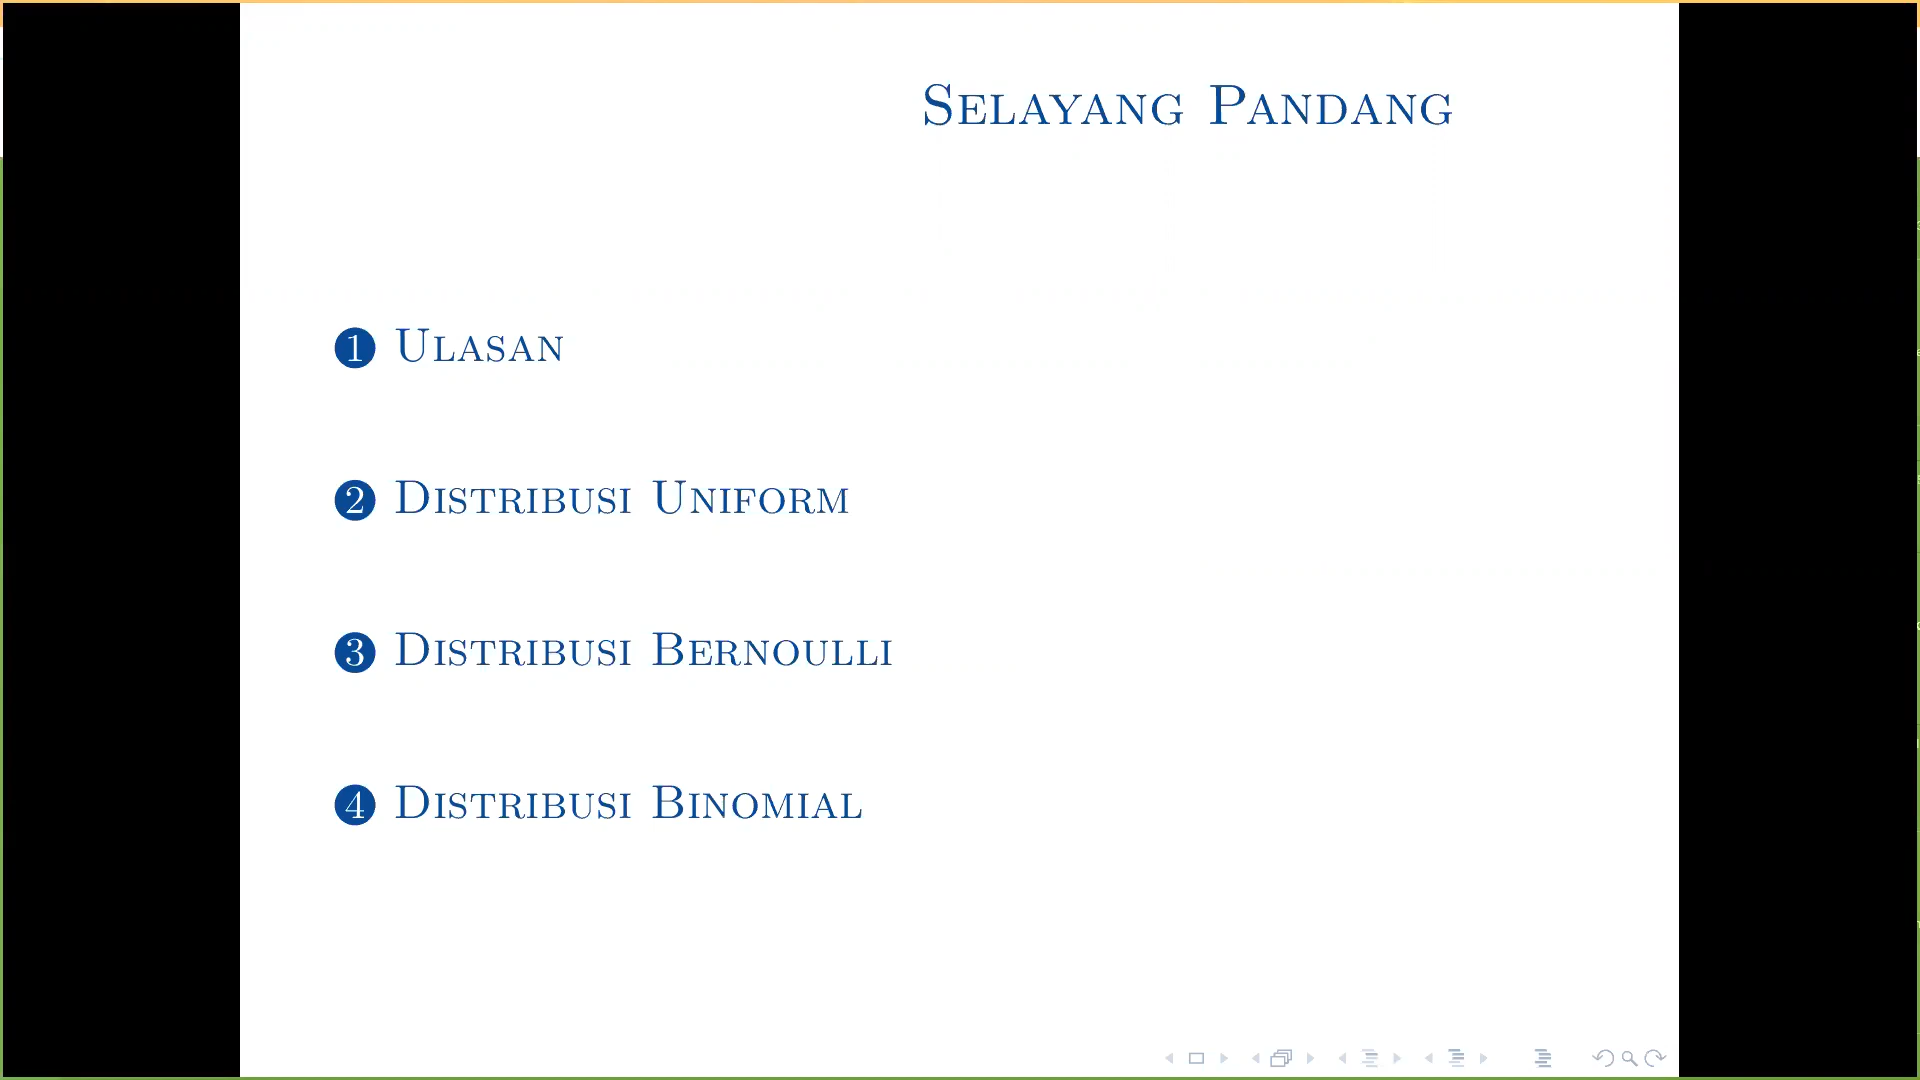 Selayang Pandang
1 Ulasan
2 Distribusi Uniform
3 Distribusi Bernoulli
4 Distribusi Binomial